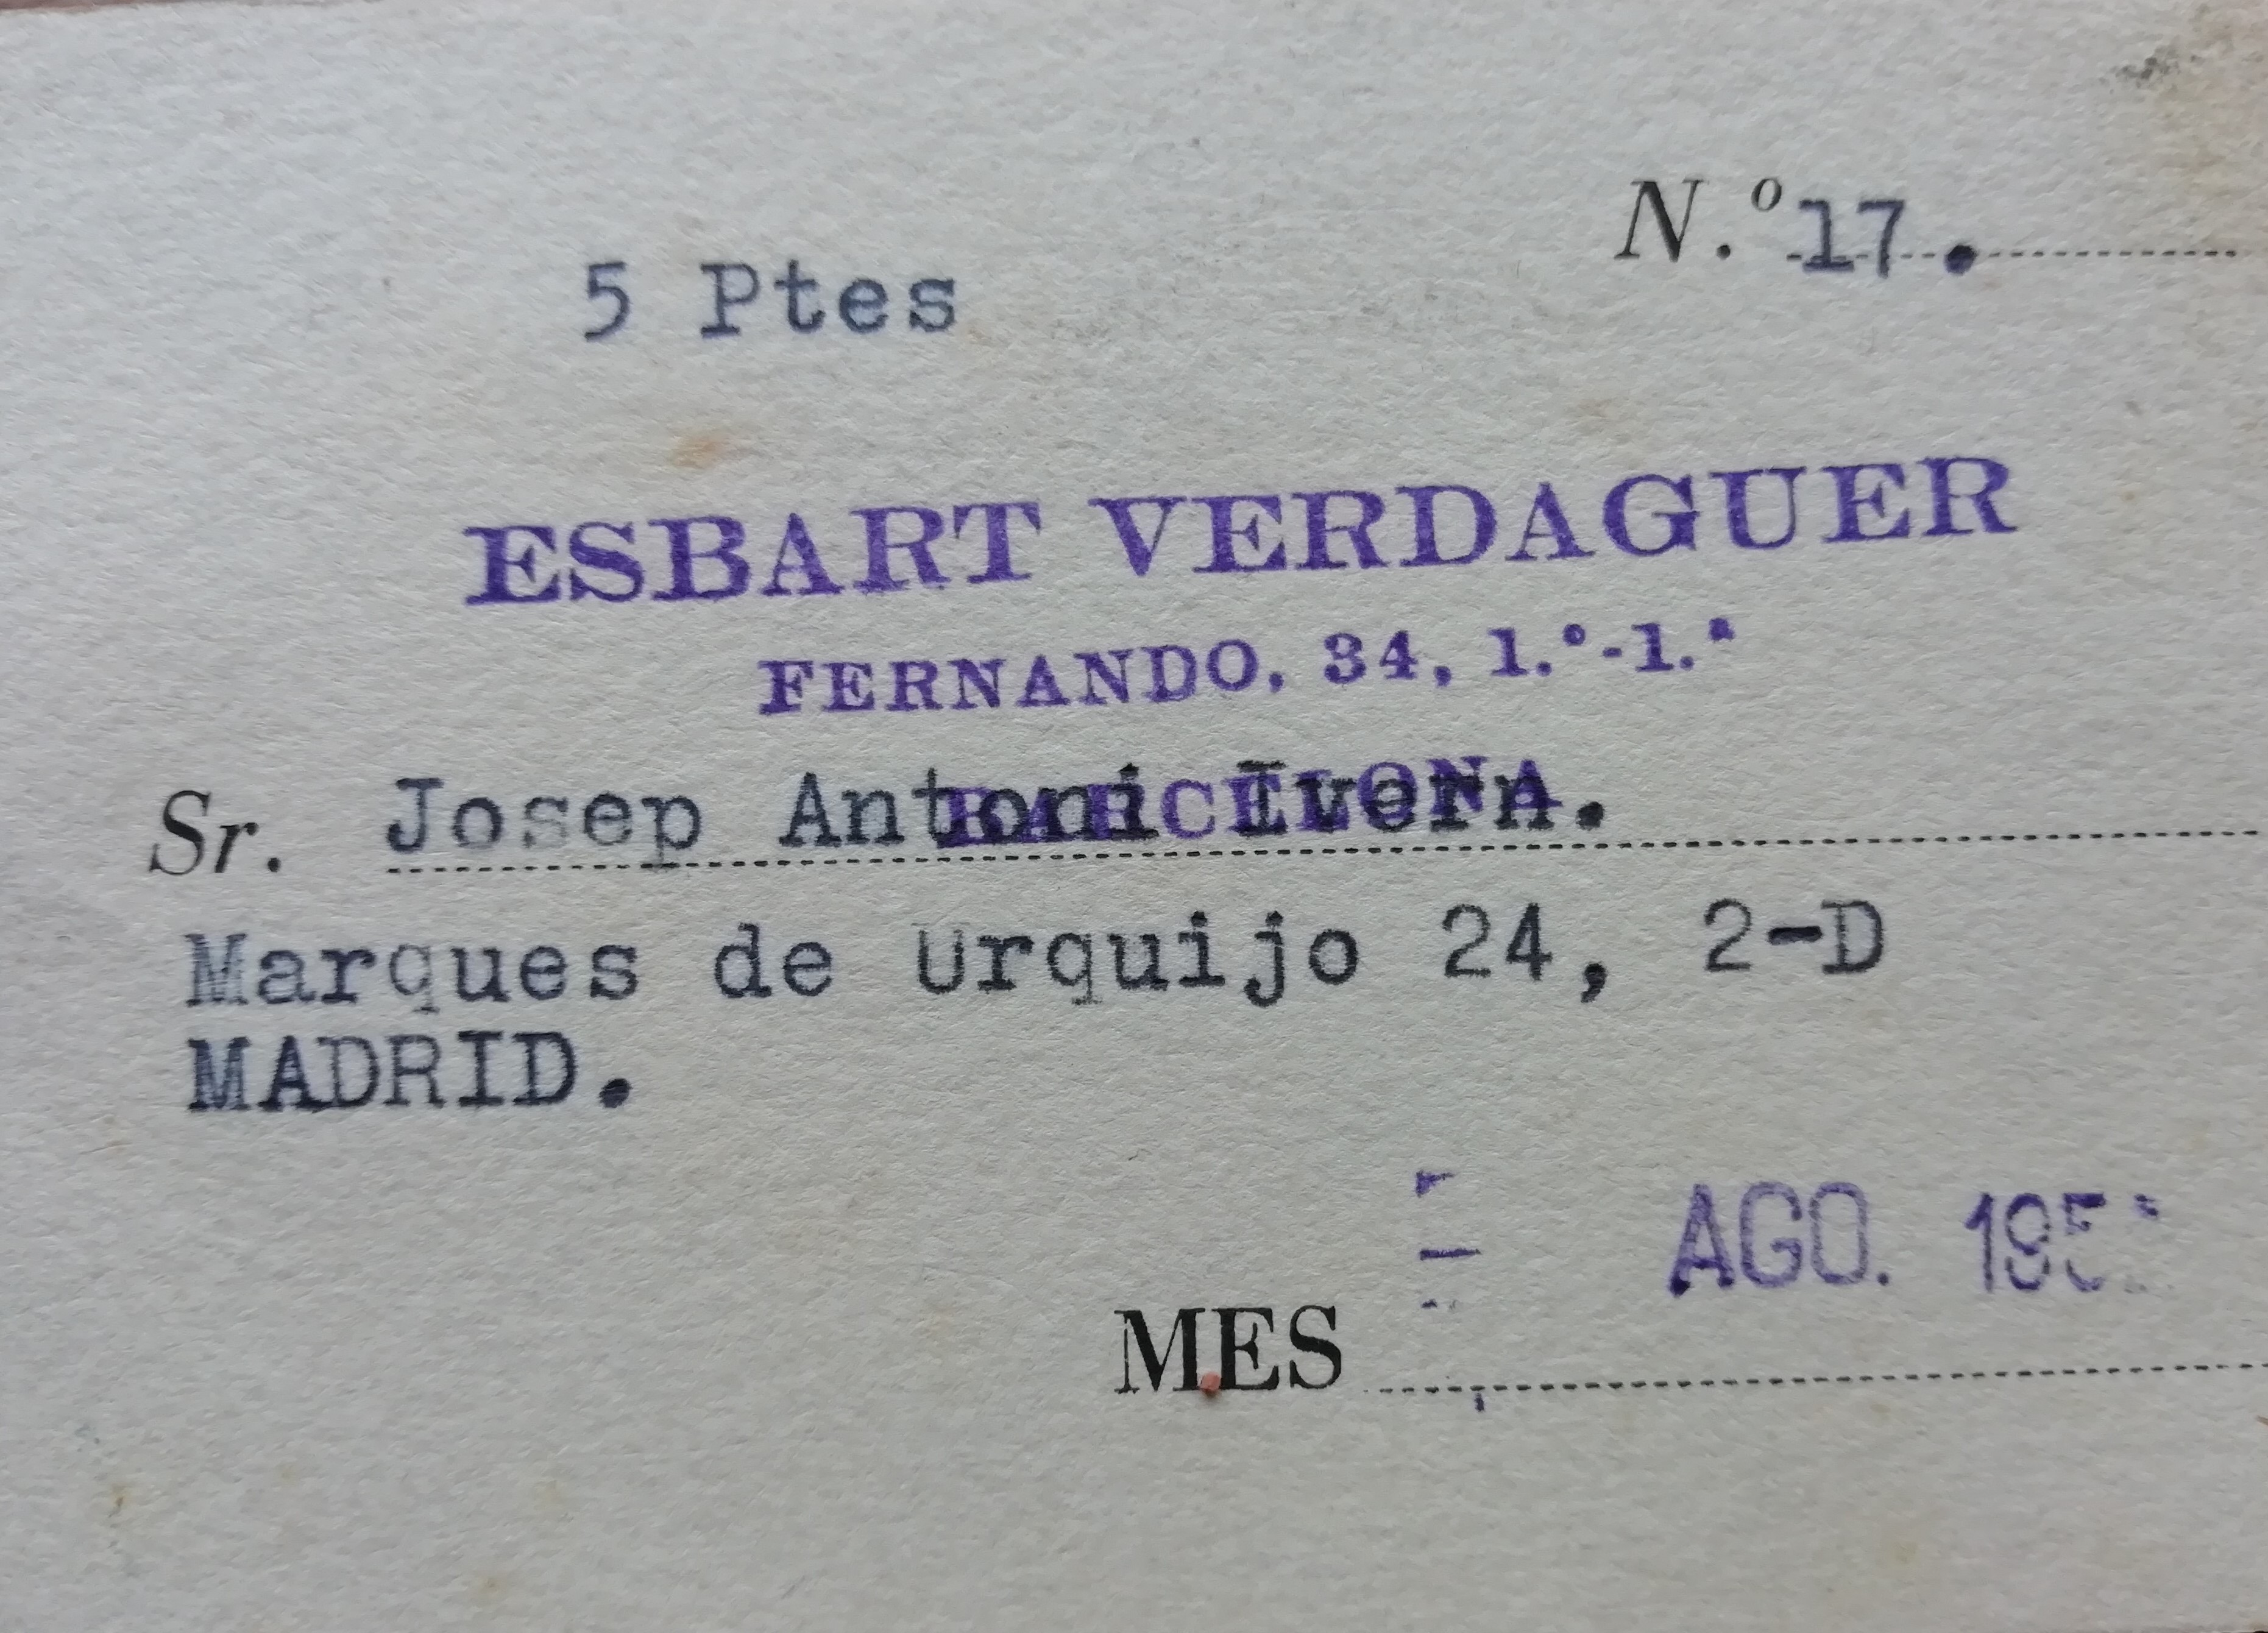 N.º 17.
5 Ptes
ESBART VERDAGUER
FERNANDO, 34, 1.º-1.ª
BARCELONA
Sr. Josep Antoni Ivern.
Marques de Urquijo 24, 2-D
MADRID.
AGO.
MES